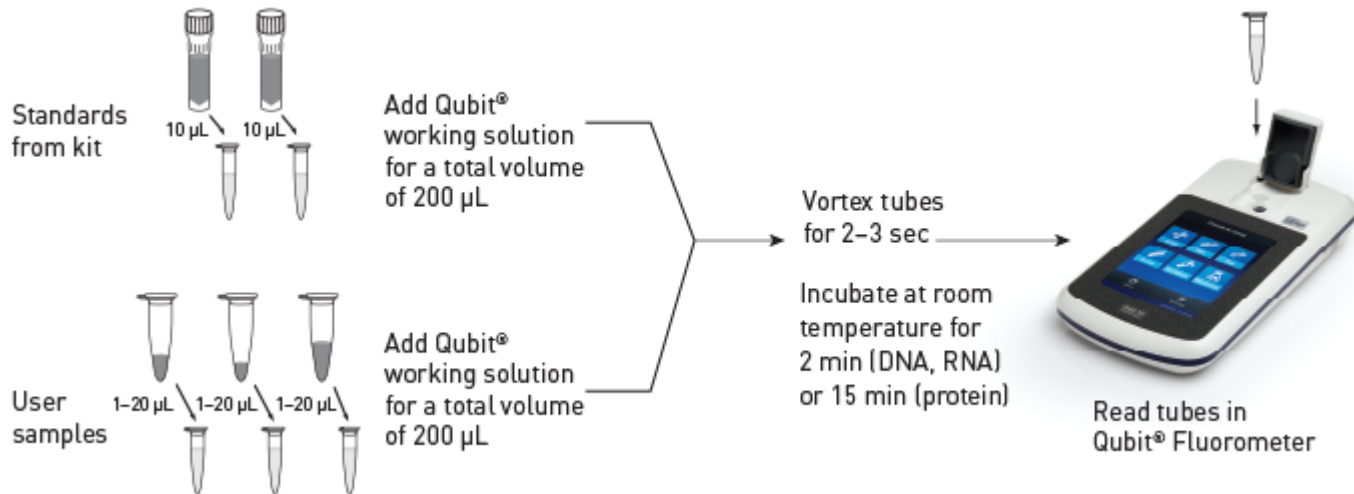 Standards
from kit
10 µL
10 µL
Add Qubit®
working solution
for a total volume
of 200 µL
User
samples
1–20 µL
1–20 µL
1–20 µL
Add Qubit®
working solution
for a total volume
of 200 µL
Vortex tubes
for 2–3 sec
Incubate at room
temperature for
2 min (DNA, RNA)
or 15 min (protein)
Read tubes in
Qubit® Fluorometer